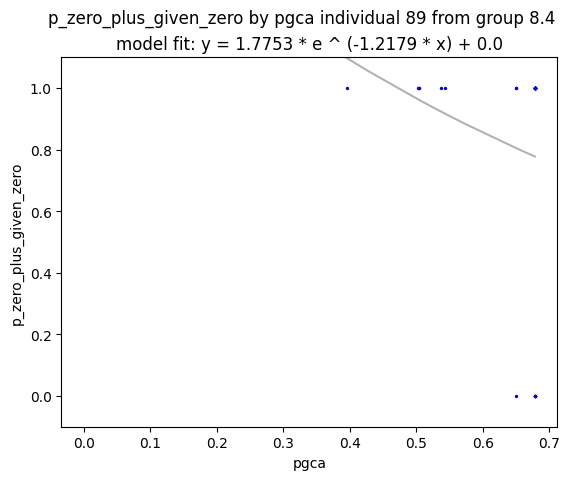 p_zero_plus_given_zero by pgca individual 89 from group 8.4
model fit: y = 1.7753 * e ^ (-1.2179 * x) + 0.0
1.0
0.8
0.6
0.4
0.2
0.0
p_zero_plus_given_zero
0.0 0.1 0.2 0.3 0.4 0.5 0.6 0.7
pgca